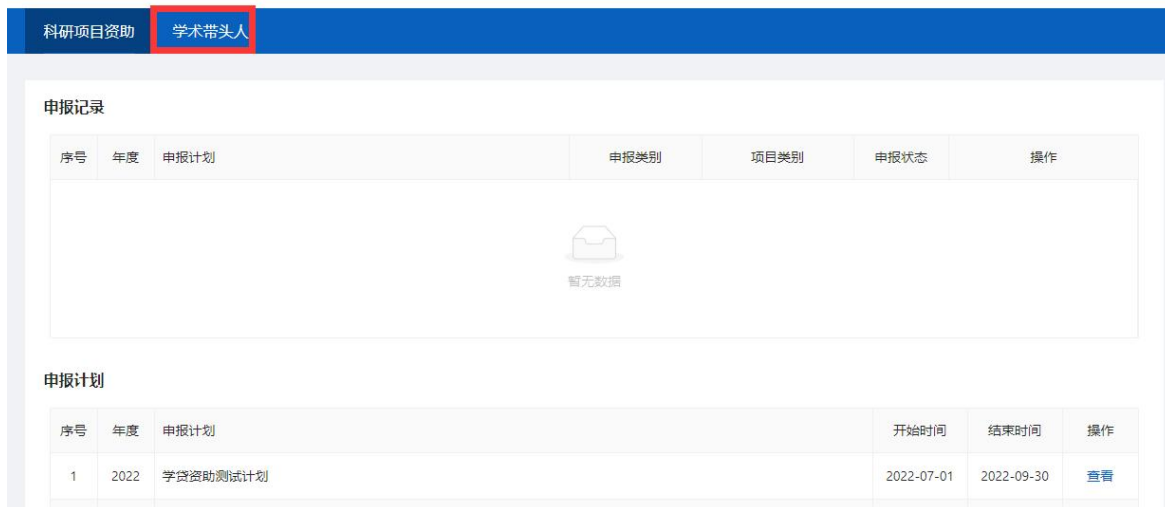 科研项目资助 学术带头人
申报记录
序号 年度 申报计划 申报类别 项目类别 申报状态 操作
暂无数据
申报计划
序号 年度 申报计划 开始时间 结束时间 操作
1 2022 学贷资助测试计划 2022-07-01 2022-09-30 查看